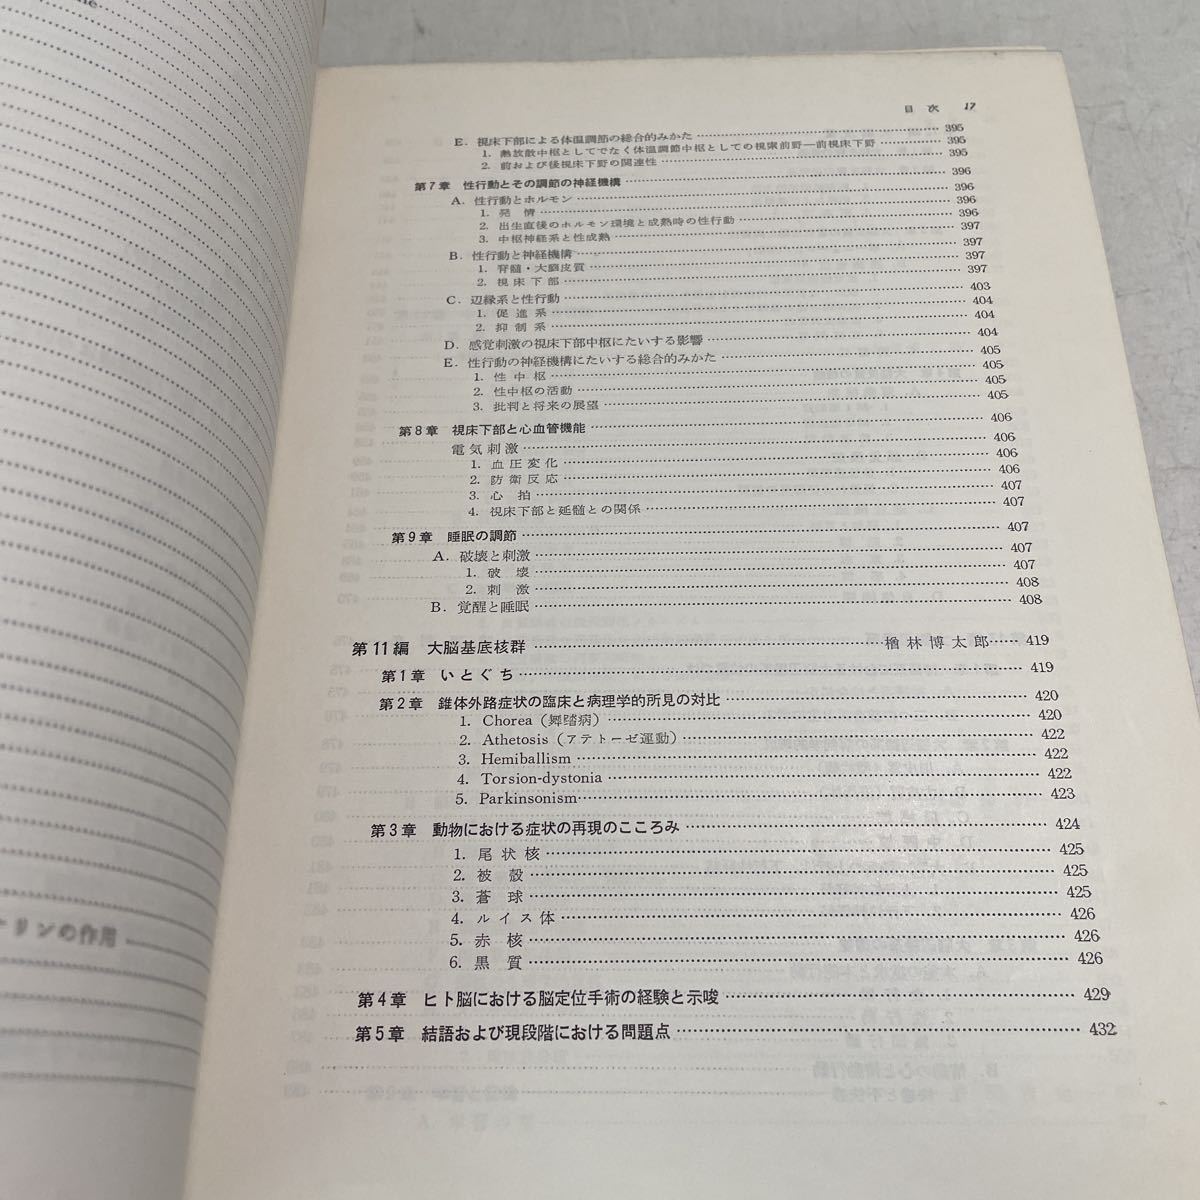 目次 17
E. 視床下部による体温調節の総合的みかた 395
1. 熱放散中枢としてでなく体温調節中枢としての視束前野—前視床下野 395
2. 前および後視床下野の関連性 395
第7章 性行動とその調節の神経機構 396
A. 性行動とホルモン 396
1. 発情 396
2. 出生直後のホルモン環境と成熟時の性行動 396
3. 中枢神経系と性成熟 397
B. 性行動と神経機構 397
1. 脊髄・大脳皮質 397
2. 視床下部 397
C. 辺縁系と性行動 403
1. 促進系 404
2. 抑制系 404
D. 感覚刺激の視床下部中枢にたいする影響 404
E. 性行動の神経機構にたいする総合的みかた 405
1. 性中枢 405
2. 性中枢の活動 405
3. 批判と将来の展望 405
第8章 視床下部と心血管機能 406
電気刺激 406
1. 血圧変化 406
2. 防衛反応 406
3. 心拍 407
4. 視床下部と延髄との関係 407
第9章 睡眠の調節 407
A. 破壊と刺激 407
1. 破壊 407
2. 刺激 408
B. 覚醒と睡眠 408
第11編 大脳基底核群 楢林博太郎 419
第1章 いとぐち 419
第2章 錐体外路症状の臨床と病理学的所見の対比 420
1. Chorea (舞踏病) 420
2. Athetosis (アテトーゼ運動) 422
3. Hemiballism 422
4. Torsion-dystonia 422
5. Parkinsonism 423
第3章 動物における症状の再現のこころみ 424
1. 尾状核 425
2. 被殻 425
3. 蒼球 425
4. ルイス体 426
5. 赤核 426
6. 黒質 426
第4章 ヒト脳における脳定位手術の経験と示唆 429
第5章 結語および現段階における問題点 432
リンの作用